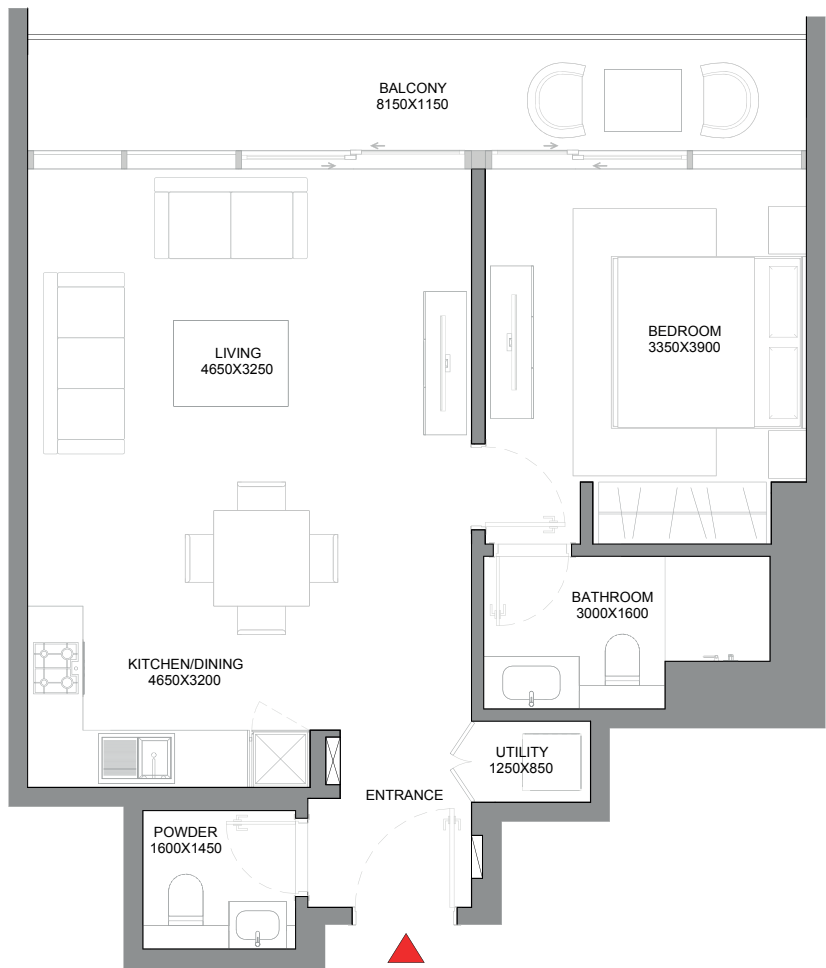 BALCONY
8150X1150
LIVING
4650X3250
BEDROOM
3350X3900
BATHROOM
3000X1600
KITCHEN/DINING
4650X3200
UTILITY
1250X850
ENTRANCE
POWDER
1600X1450